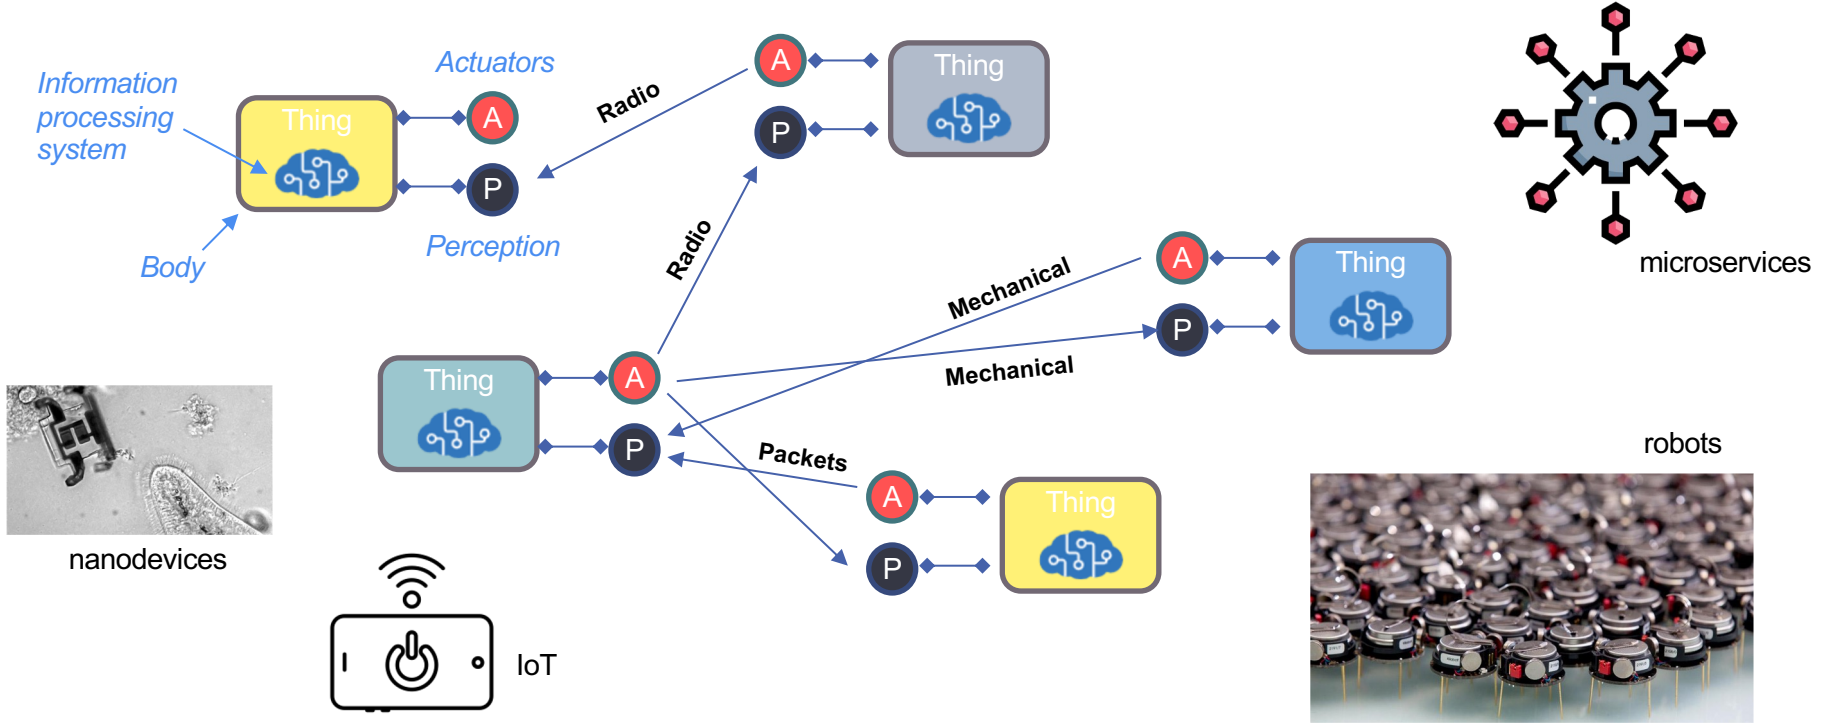 Information
processing
system
Body
Thing
Actuators
A
P
Perception
Radio
A
P
Thing
microservices
Radio
Mechanical
Mechanical
A
P
Thing
Thing
A
P
Packets
A
P
Thing
nanodevices
IoT
robots